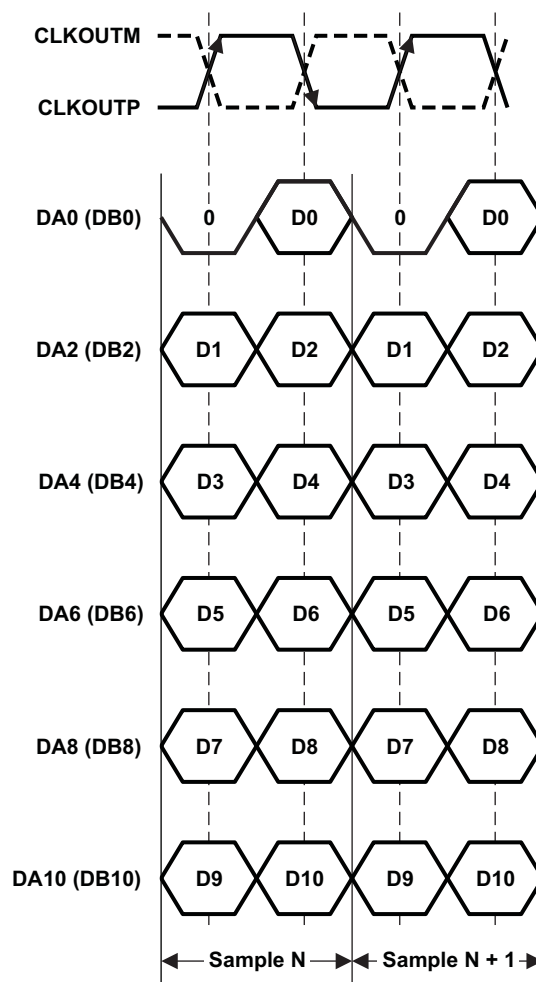 CLKOUTM
CLKOUTP
DA0 (DB0) 0 D0 0 D0
DA2 (DB2) D1 D2 D1 D2
DA4 (DB4) D3 D4 D3 D4
DA6 (DB6) D5 D6 D5 D6
DA8 (DB8) D7 D8 D7 D8
DA10 (DB10) D9 D10 D9 D10
Sample N Sample N + 1